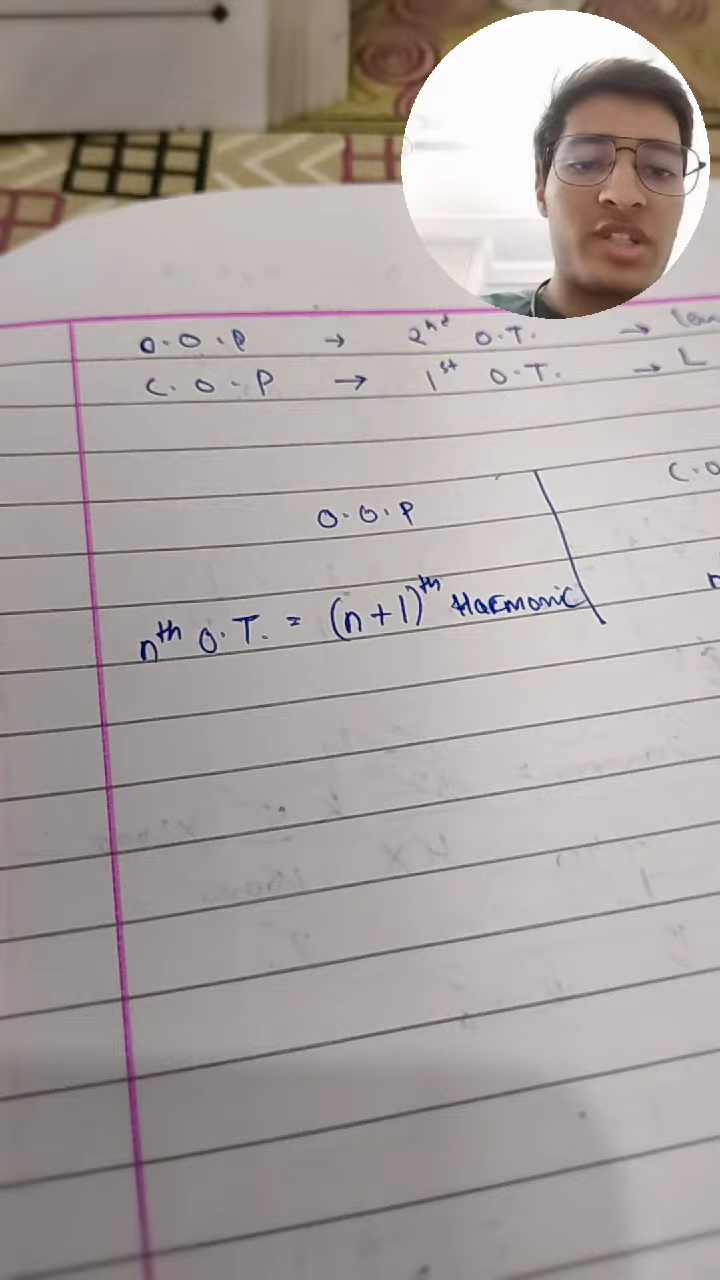 O.O.P → 2nd O.T. →
C.O.P → 1st O.T. → L
O.O.P
nth O.T. = (n+1)th Harmonic